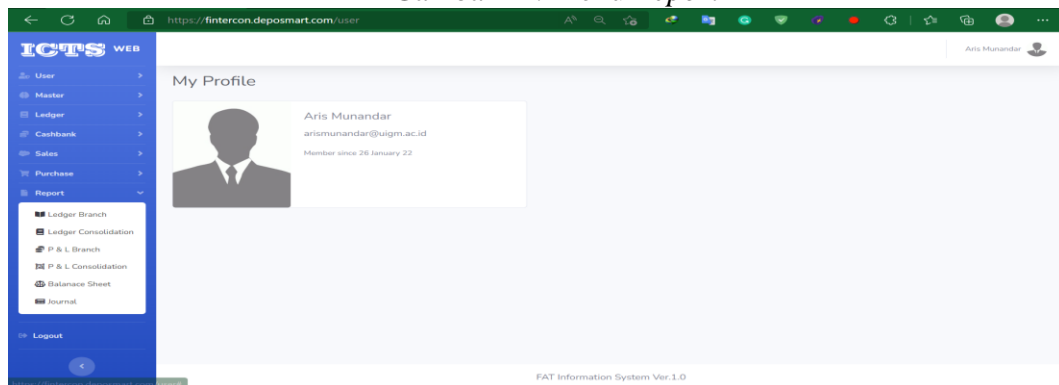 https://fintercon.deposmart.com/user
ICTS WEB
Aris Munandar
User
Master
Ledger
Cashbank
Sales
Purchase
Report
Ledger Branch
Ledger Consolidation
P & L Branch
P & L Consolidation
Balanace Sheet
Journal
Logout
My Profile
Aris Munandar
arismunandar@uigm.ac.id
Member since 26 January 22
FAT Information System Ver.1.0